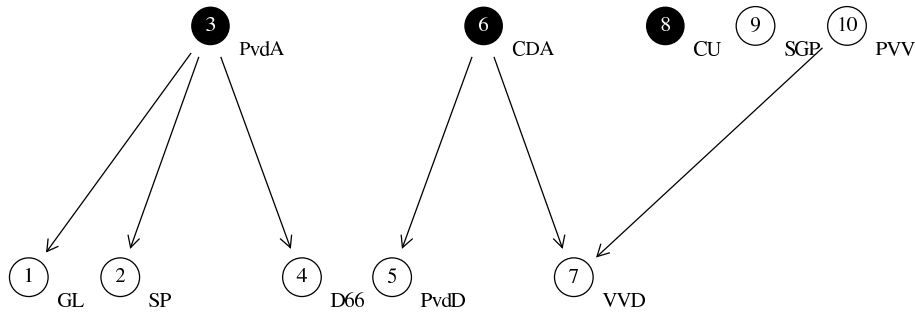 3 PvdA 6 CDA 8 CU 9 SGP 10 PVV
1 GL 2 SP 4 D66 5 PvdD 7 VVD